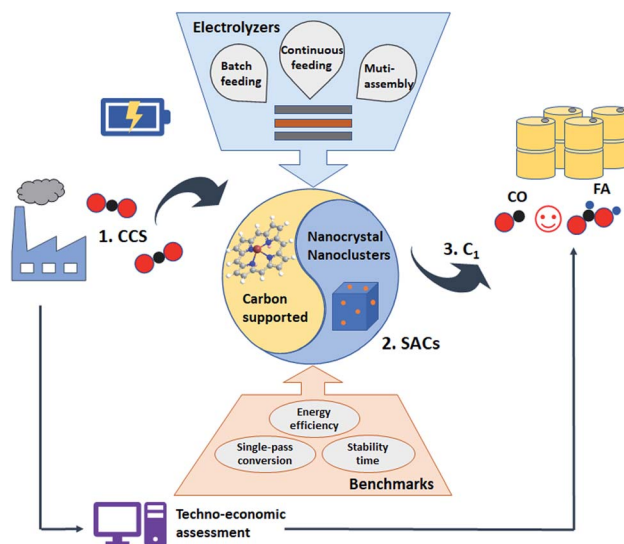 Electrolyzers
Batch
feeding
Continuous
feeding
Muti-
assembly
1. CCS
Nanocrystal
Nanoclusters
Carbon
supported
2. SACs
3. C₁
CO
FA
Energy
efficiency
Single-pass
conversion
Stability
time
Benchmarks
Techno-economic
assessment